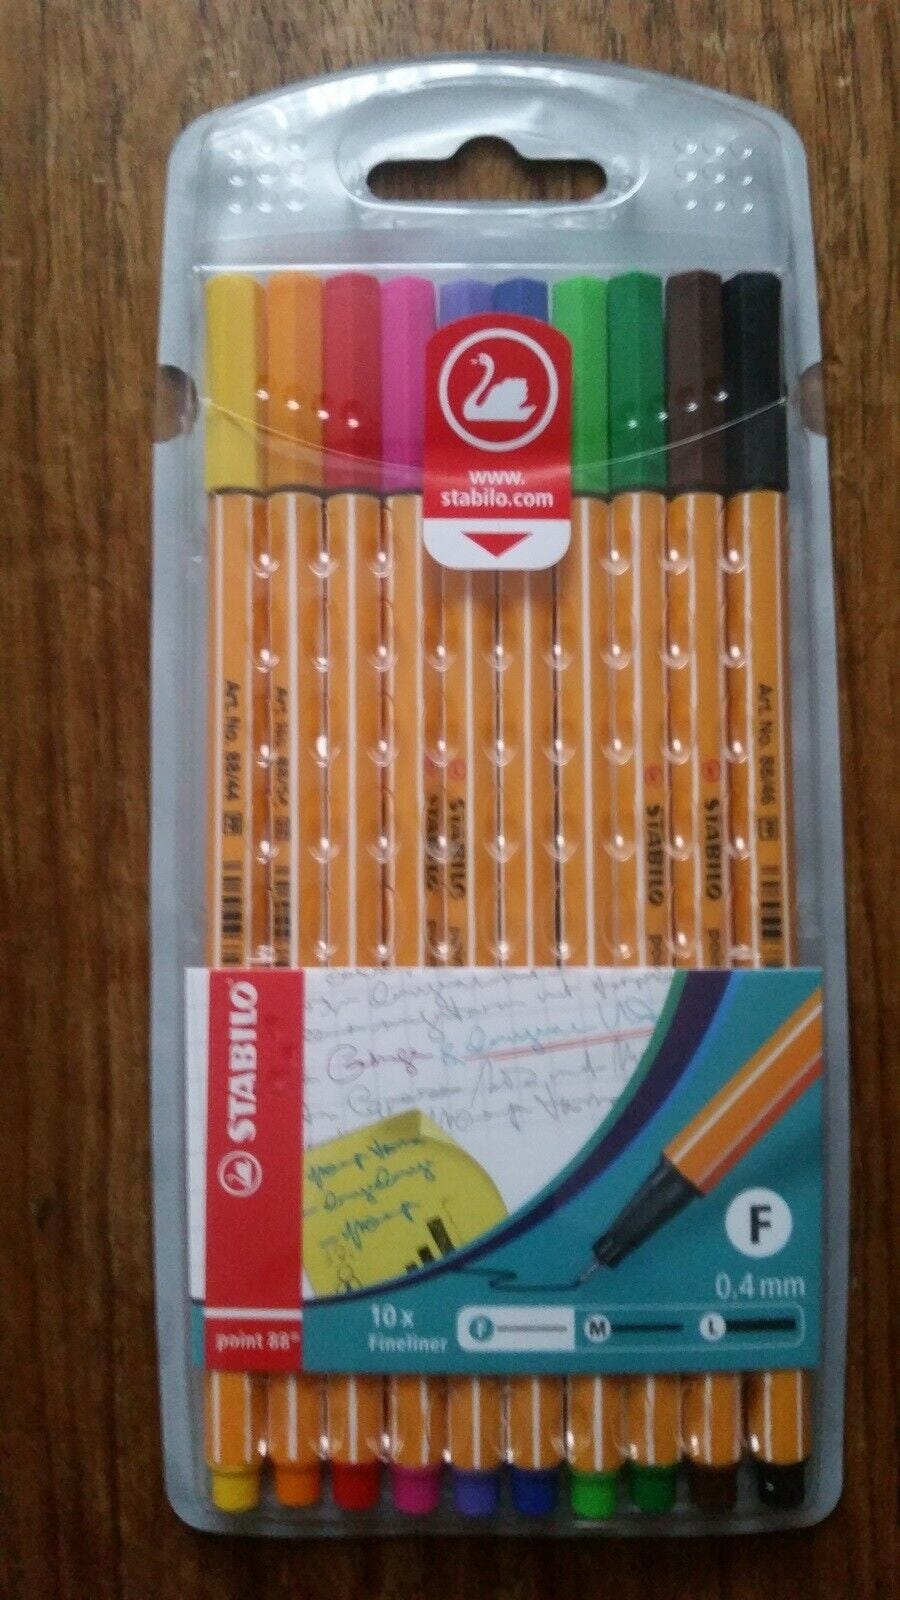 www.
stabilo.com
Art. No. 88/44
Art. No. 88/54
STABILO
STABILO
STABILO
STABILO
Art. No. 88/46
STABILO
point 88®
F
0,4 mm
10 x
Fineliner
F
M
L